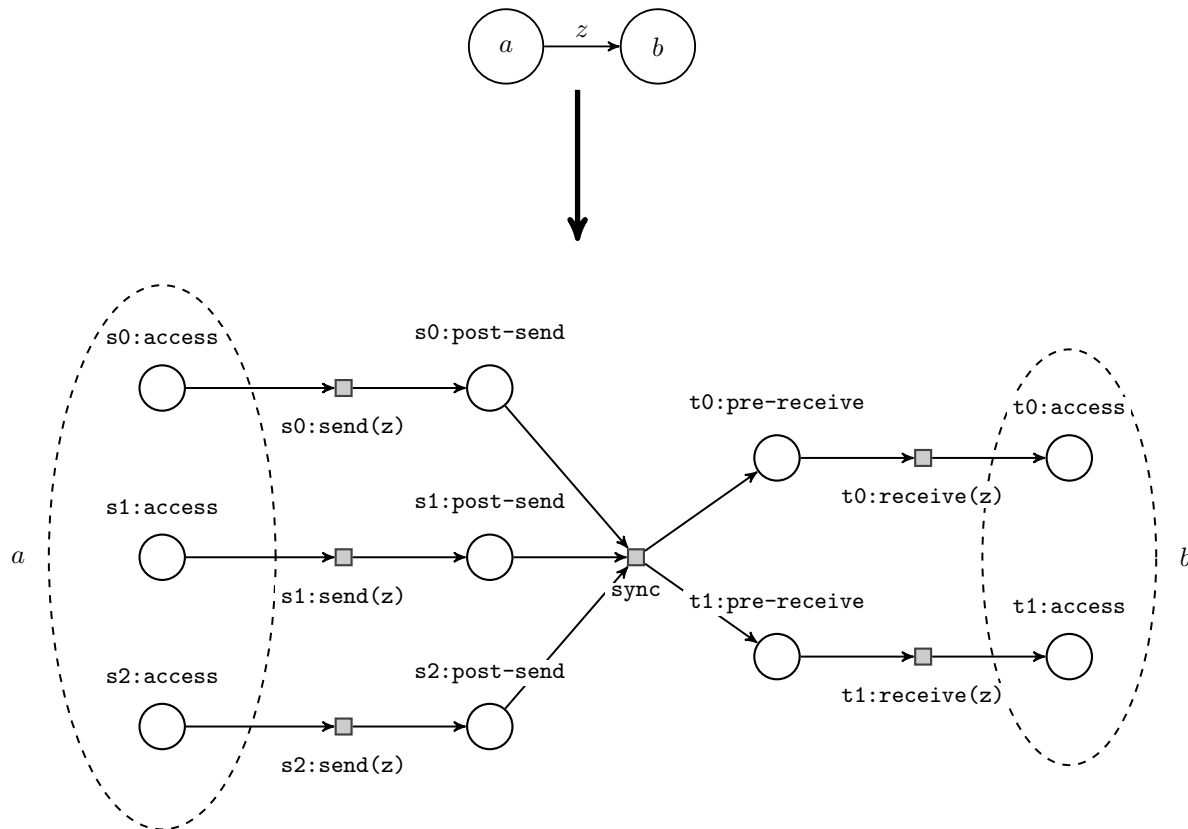 z
a b
s0:access s0:post-send
s0:send(z)
t0:pre-receive t0:access
t0:receive(z)
s1:access s1:post-send
s1:send(z)
a sync b
t1:pre-receive t1:access
t1:receive(z)
s2:access s2:post-send
s2:send(z)